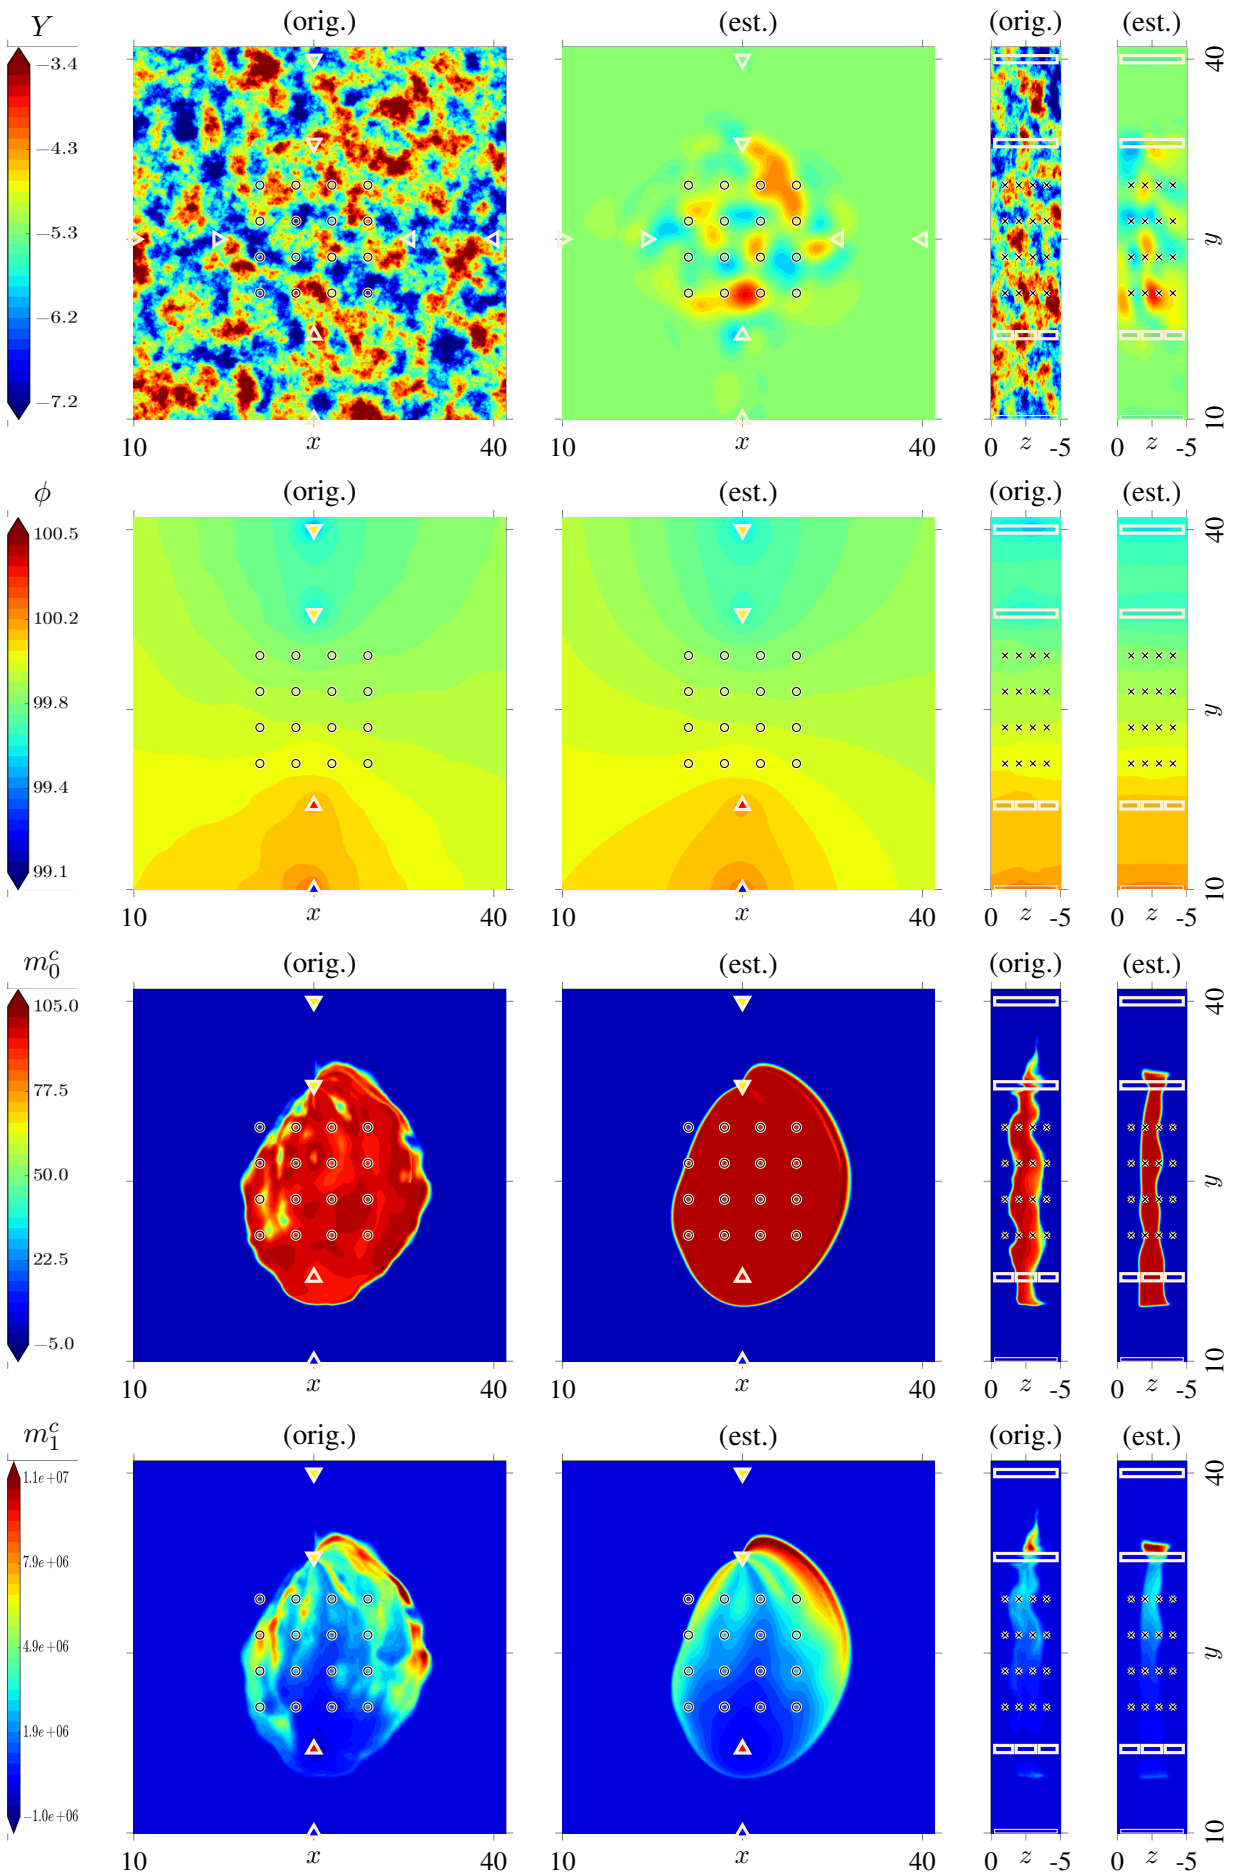 Y (orig.) (est.) (orig.) (est.)
−3.4
−4.3
−5.3
−6.2
−7.2
40
y
10
10 x 40 x 0 z -5 0 z -5
10 40
ϕ (orig.) (est.) (orig.) (est.)
100.5
100.2
99.8
99.4
99.1
40
y
10
10 x 40 10 x 40 0 z -5 0 z -5
m_0^c (orig.) (est.) (orig.) (est.)
105.0
77.5
50.0
22.5
−5.0
40
y
10
10 x 40 10 x 40 0 z -5 0 z -5
m_1^c (orig.) (est.) (orig.) (est.)
1.1e+07
7.9e+06
4.9e+06
1.9e+06
−1.0e+06
40
y
10
10 x 40 10 x 40 0 z -5 0 z -5